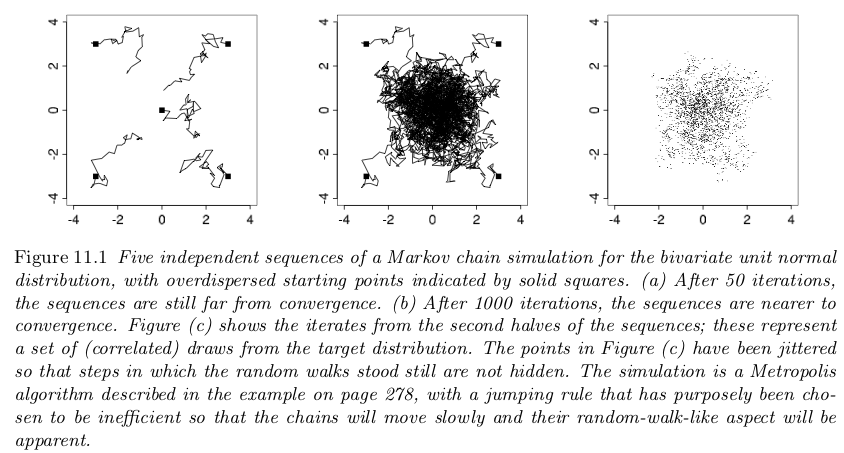 4
2
0
-2
-4
-4 -2 0 2 4
4
2
0
-2
-4
-4 -2 0 2 4
4
2
0
-2
-4
-4 -2 0 2 4
Figure 11.1 Five independent sequences of a Markov chain simulation for the bivariate unit normal
distribution, with overdispersed starting points indicated by solid squares. (a) After 50 iterations,
the sequences are still far from convergence. (b) After 1000 iterations, the sequences are nearer to
convergence. Figure (c) shows the iterates from the second halves of the sequences; these represent
a set of (correlated) draws from the target distribution. The points in Figure (c) have been jittered
so that steps in which the random walks stood still are not hidden. The simulation is a Metropolis
algorithm described in the example on page 278, with a jumping rule that has purposely been cho-
sen to be inefficient so that the chains will move slowly and their random-walk-like aspect will be
apparent.